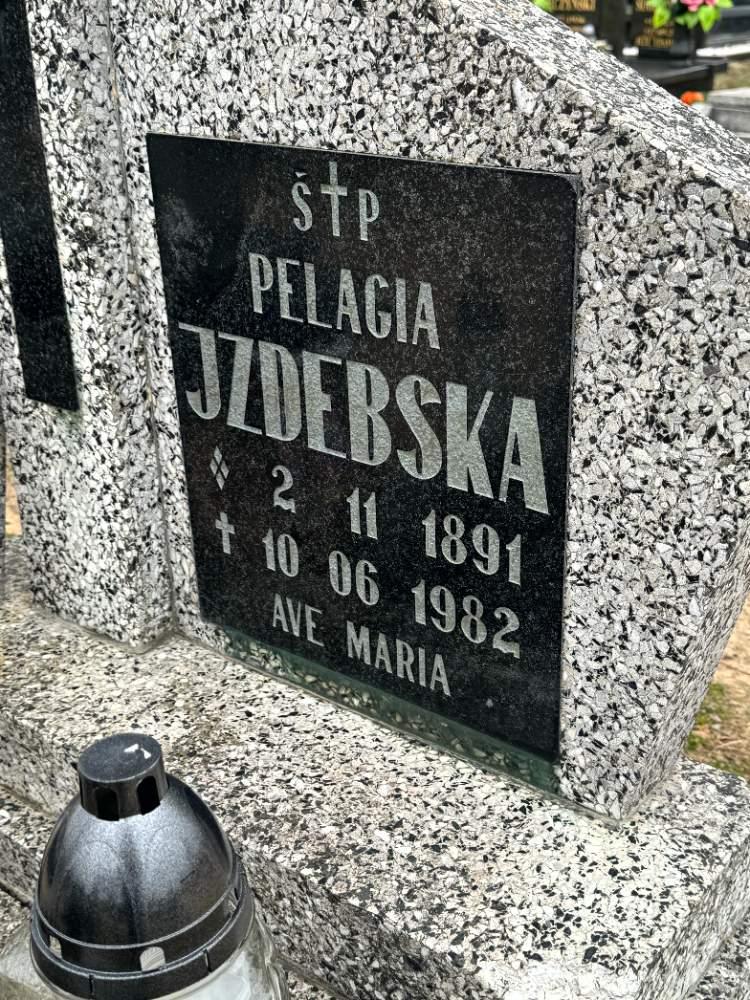 Ś † P
PELAGIA
JZDEBSKA
2 11 1891
† 10 06 1982
AVE MARIA